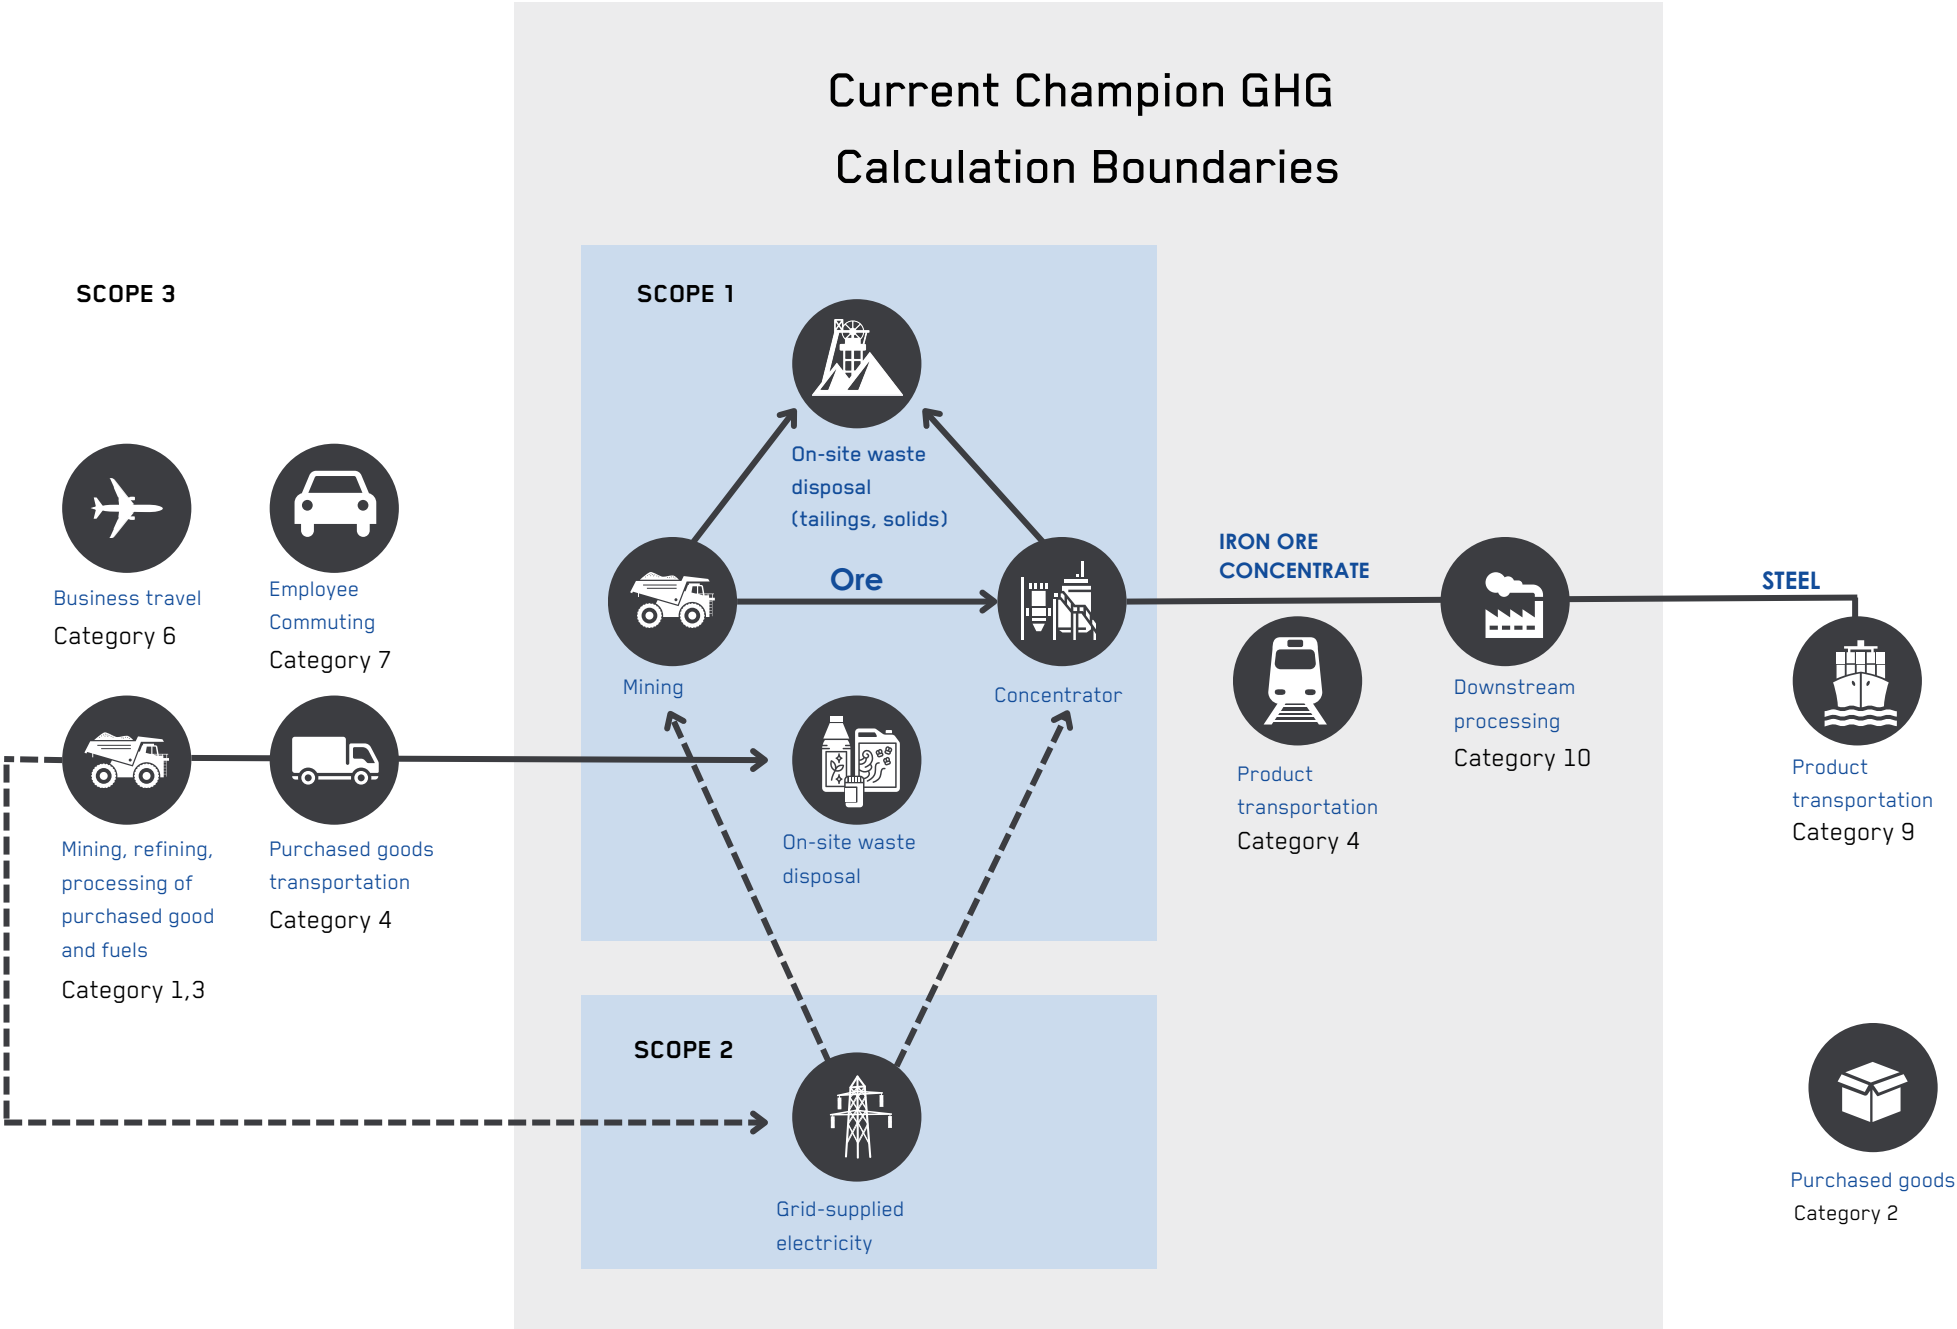 Current Champion GHG
Calculation Boundaries
SCOPE 3
SCOPE 1
On-site waste
disposal
(tailings, solids)
Business travel
Category 6
Employee
Commuting
Category 7
Ore
Mining
Concentrator
IRON ORE
CONCENTRATE
Product
transportation
Category 4
Downstream
processing
Category 10
STEEL
Product
transportation
Category 9
Mining, refining,
processing of
purchased good
and fuels
Category 1,3
Purchased goods
transportation
Category 4
On-site waste
disposal
SCOPE 2
Grid-supplied
electricity
Purchased goods
Category 2